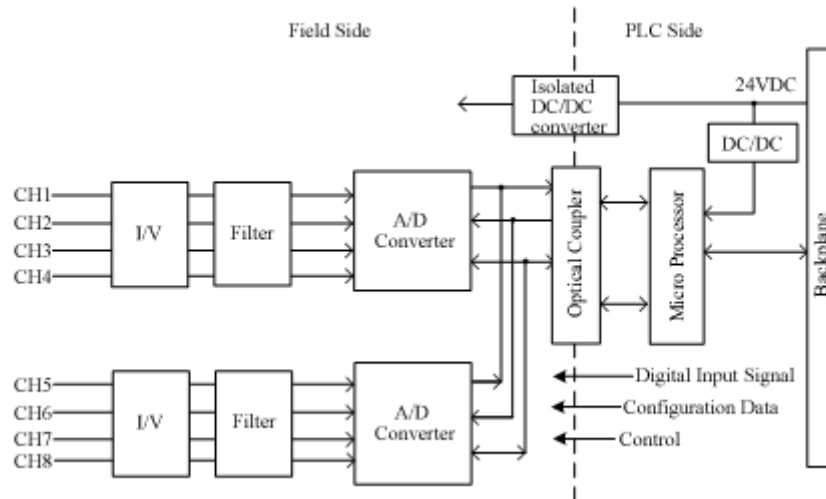 Field Side
PLC Side
Isolated
DC/DC
converter
24VDC
DC/DC
CH1
CH2
CH3
CH4
I/V
Filter
A/D
Converter
Optical Coupler
Micro Processor
Backplane
CH5
CH6
CH7
CH8
I/V
Filter
A/D
Converter
Digital Input Signal
Configuration Data
Control